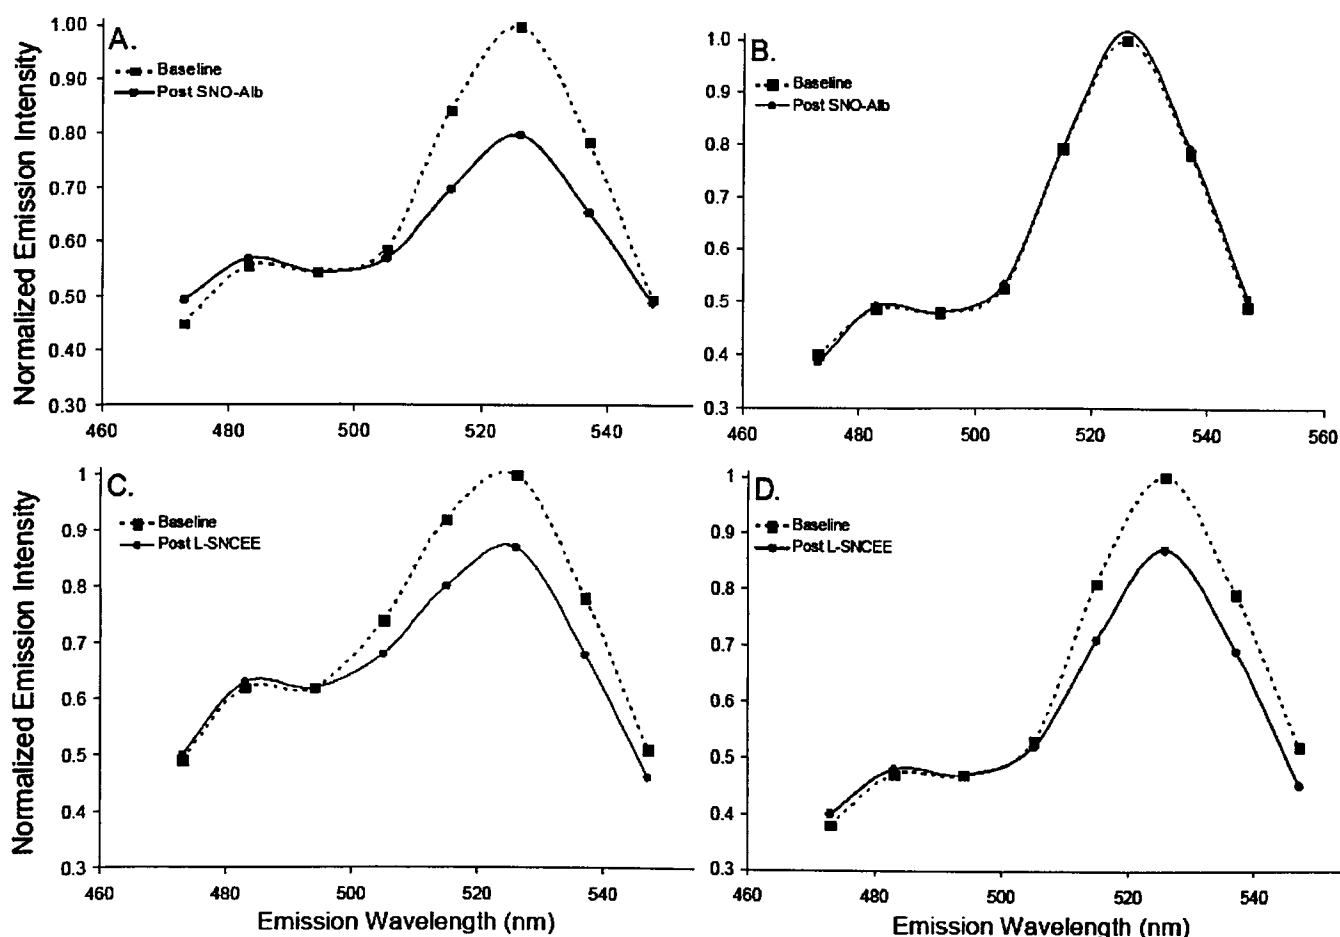 Normalized Emission Intensity
A.
Baseline
Post SNO-Alb
1.00
0.90
0.80
0.70
0.60
0.50
0.40
0.30
460 480 500 520 540
B.
Baseline
Post SNO-Alb
1.0
0.9
0.8
0.7
0.6
0.5
0.4
0.3
460 480 500 520 540 560
Normalized Emission Intensity
C.
Baseline
Post L-SNCEE
1
0.9
0.8
0.7
0.6
0.5
0.4
0.3
460 480 500 520 540
Emission Wavelength (nm)
D.
Baseline
Post L-SNCEE
1
0.9
0.8
0.7
0.6
0.5
0.4
0.3
460 480 500 520 540
Emission Wavelength (nm)